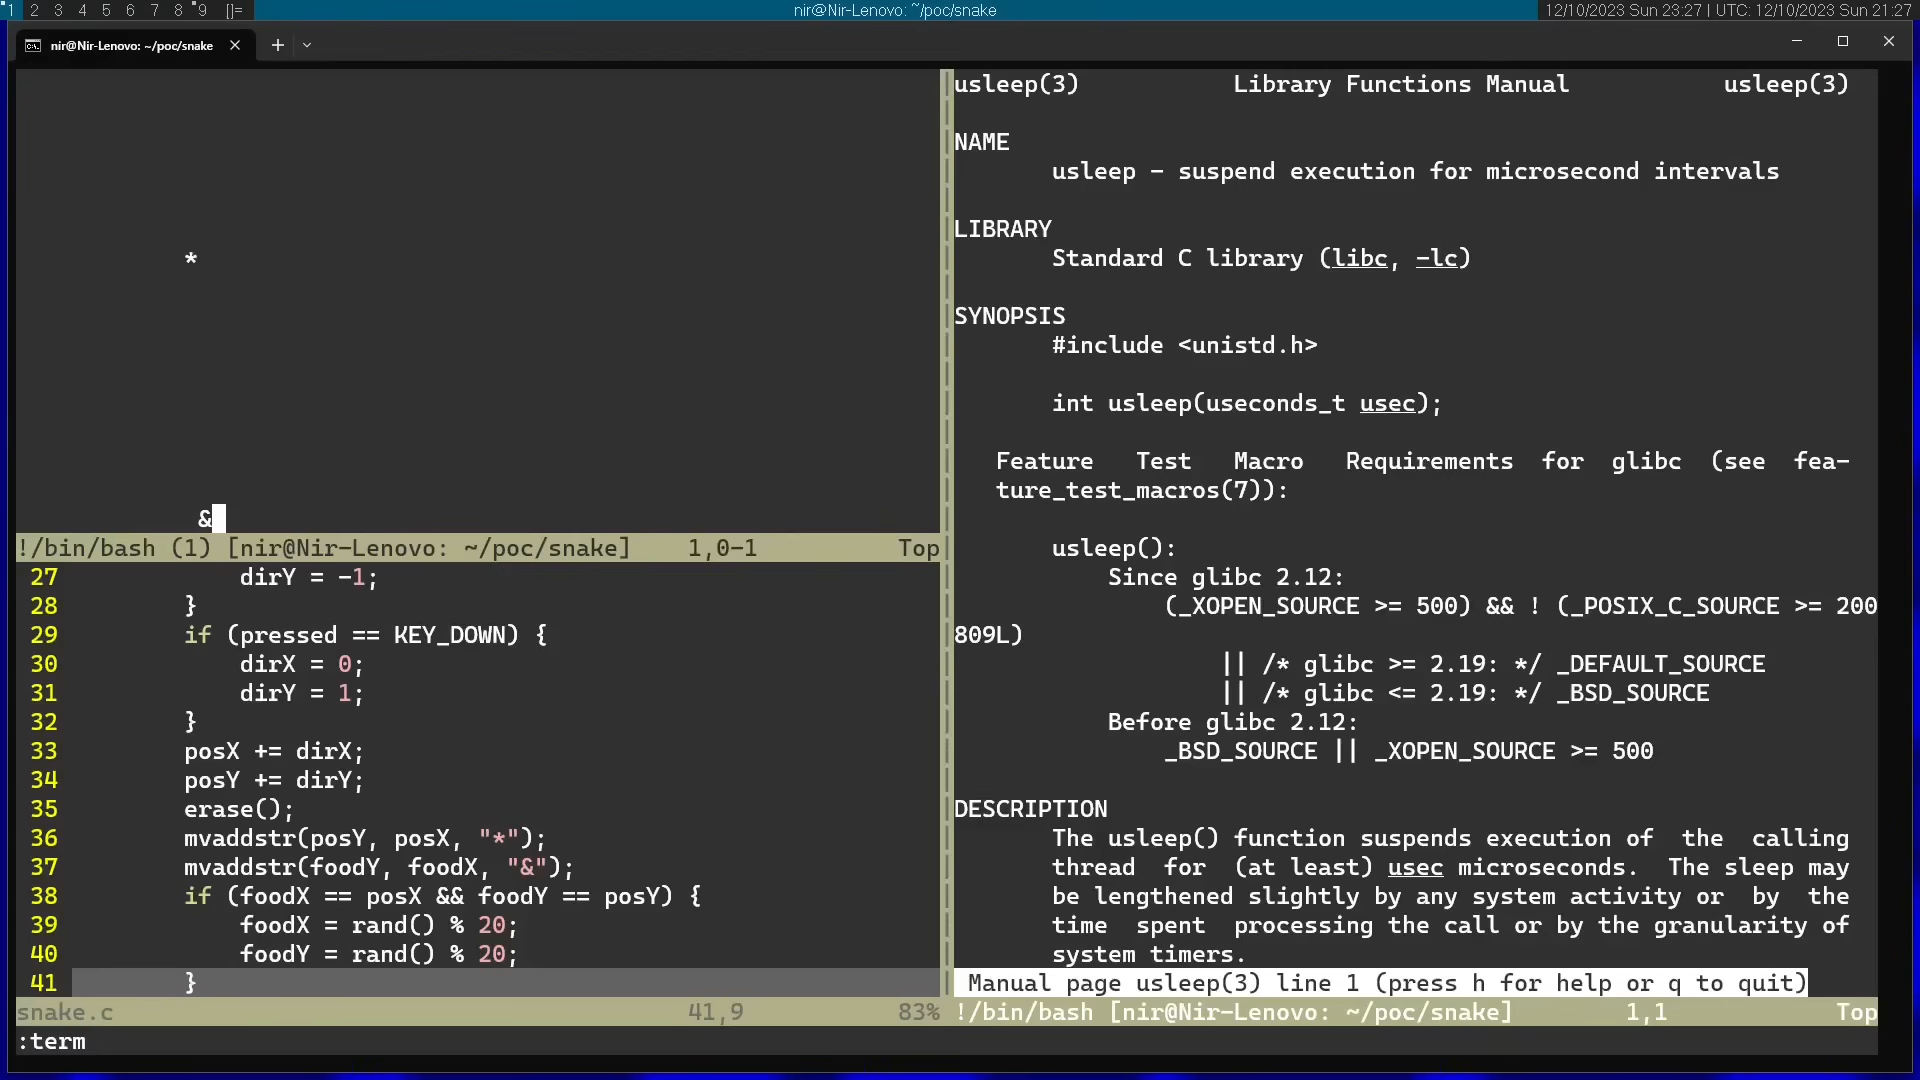 1 2 3 4 5 6 7 8 9 []= nir@Nir-Lenovo: ~/poc/snake 12/10/2023 Sun 23:27 | UTC: 12/10/2023 Sun 21:27
nir@Nir-Lenovo: ~/poc/snake
*
&
!/bin/bash (1) [nir@Nir-Lenovo: ~/poc/snake] 1,0-1 Top
27 dirY = -1;
28 }
29 if (pressed == KEY_DOWN) {
30 dirX = 0;
31 dirY = 1;
32 }
33 posX += dirX;
34 posY += dirY;
35 erase();
36 mvaddstr(posY, posX, "*");
37 mvaddstr(foodY, foodX, "&");
38 if (foodX == posX && foodY == posY) {
39 foodX = rand() % 20;
40 foodY = rand() % 20;
41 }
snake.c 41,9 83%
:term
usleep(3) Library Functions Manual usleep(3)
NAME
usleep - suspend execution for microsecond intervals
LIBRARY
Standard C library (libc, -lc)
SYNOPSIS
#include <unistd.h>
int usleep(useconds_t usec);
Feature Test Macro Requirements for glibc (see fea-
ture_test_macros(7)):
usleep():
Since glibc 2.12:
(_XOPEN_SOURCE >= 500) && ! (_POSIX_C_SOURCE >= 200
809L)
|| /* glibc >= 2.19: */ _DEFAULT_SOURCE
|| /* glibc <= 2.19: */ _BSD_SOURCE
Before glibc 2.12:
_BSD_SOURCE || _XOPEN_SOURCE >= 500
DESCRIPTION
The usleep() function suspends execution of the calling
thread for (at least) usec microseconds. The sleep may
be lengthened slightly by any system activity or by the
time spent processing the call or by the granularity of
system timers.
Manual page usleep(3) line 1 (press h for help or q to quit)
!/bin/bash [nir@Nir-Lenovo: ~/poc/snake] 1,1 Top